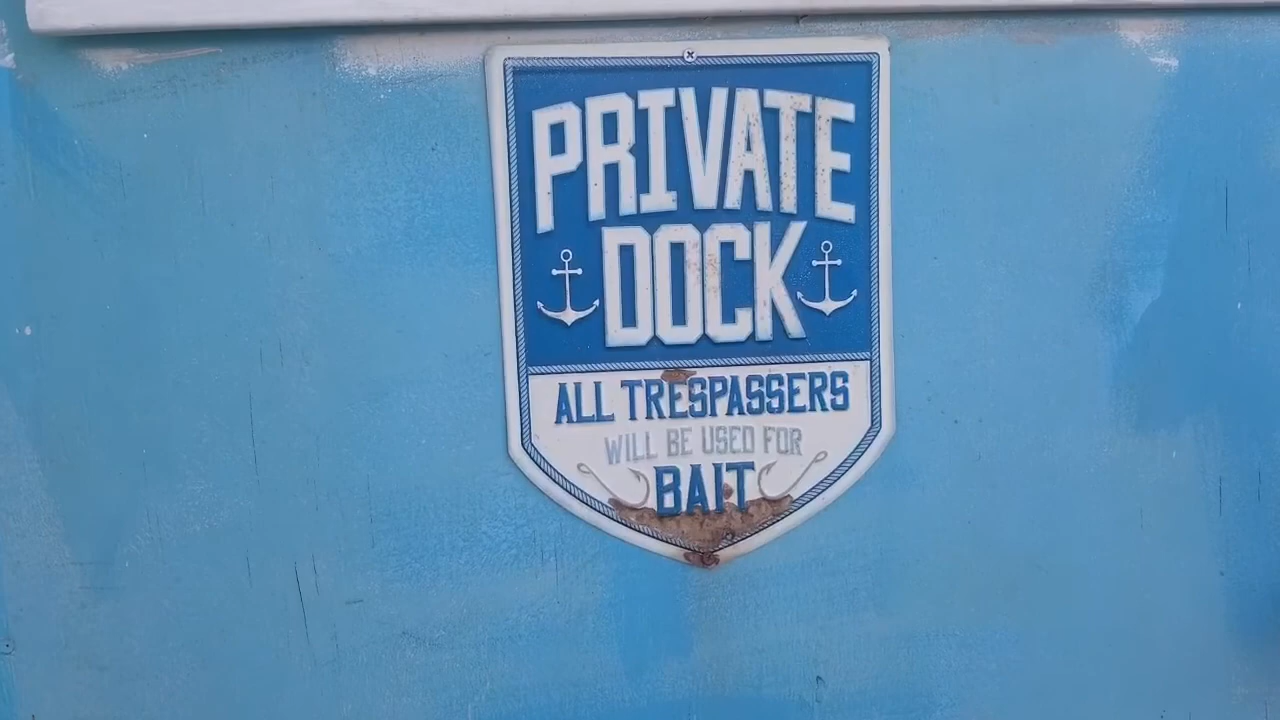 PRIVATE
DOCK
ALL TRESPASSERS
WILL BE USED FOR
BAIT